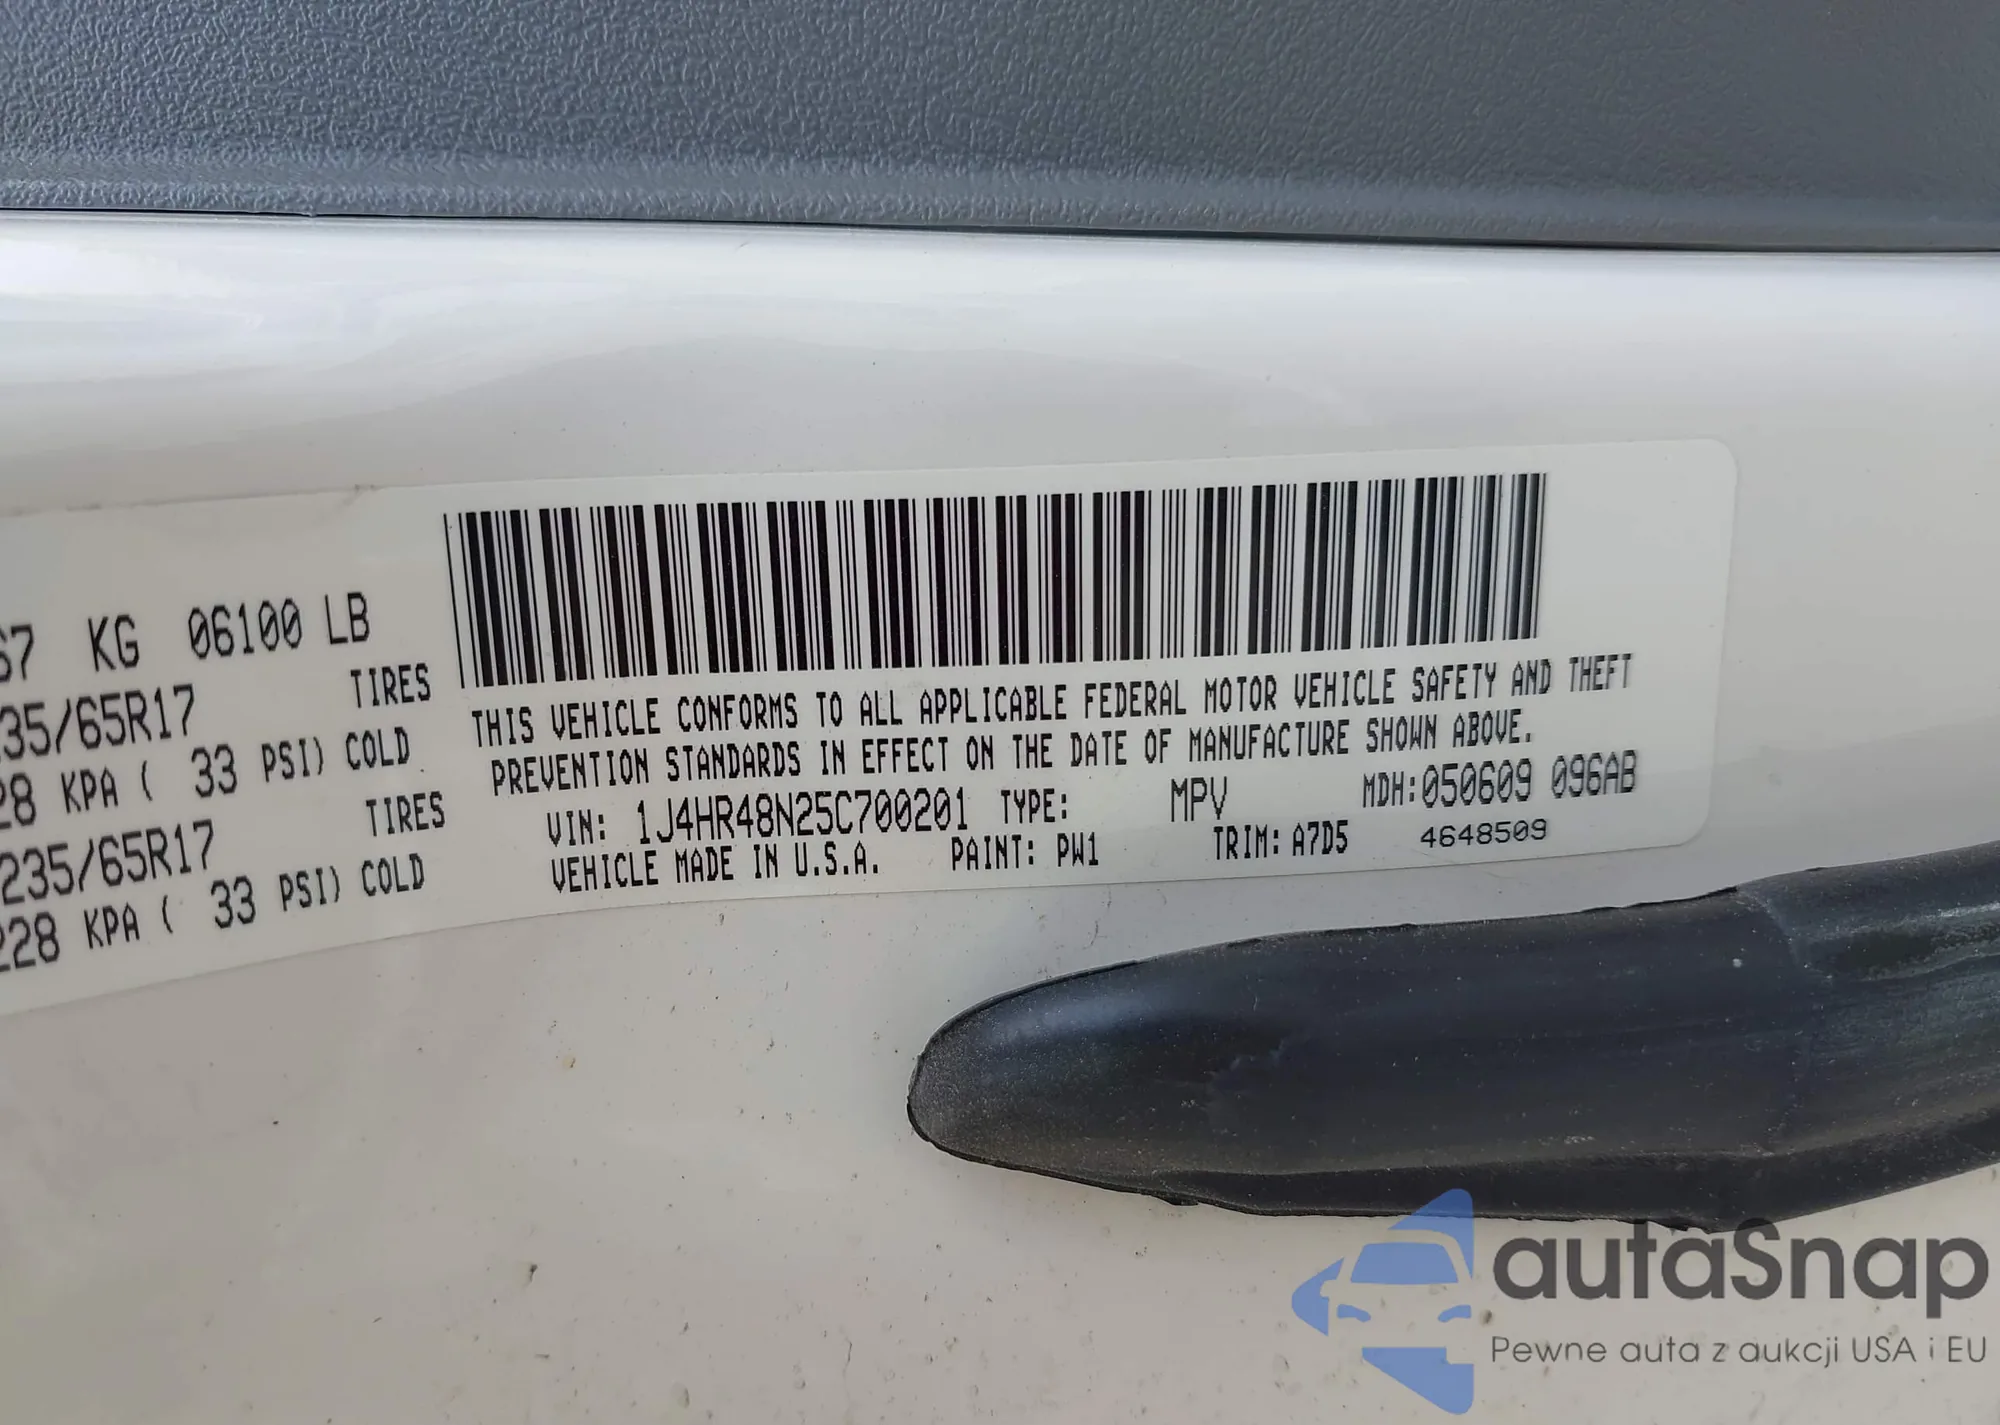 67 KG 06100 LB
35/65R17 TIRES
28 KPA ( 33 PSI) COLD
235/65R17 TIRES
228 KPA ( 33 PSI) COLD
THIS VEHICLE CONFORMS TO ALL APPLICABLE FEDERAL MOTOR VEHICLE SAFETY AND THEFT
PREVENTION STANDARDS IN EFFECT ON THE DATE OF MANUFACTURE SHOWN ABOVE.
VIN: 1J4HR48N25C700201 TYPE: MPV MDH:050609 096AB
VEHICLE MADE IN U.S.A. PAINT: PW1 TRIM: A7D5 4648509
autaSnap
Pewne auta z aukcji USA i EU